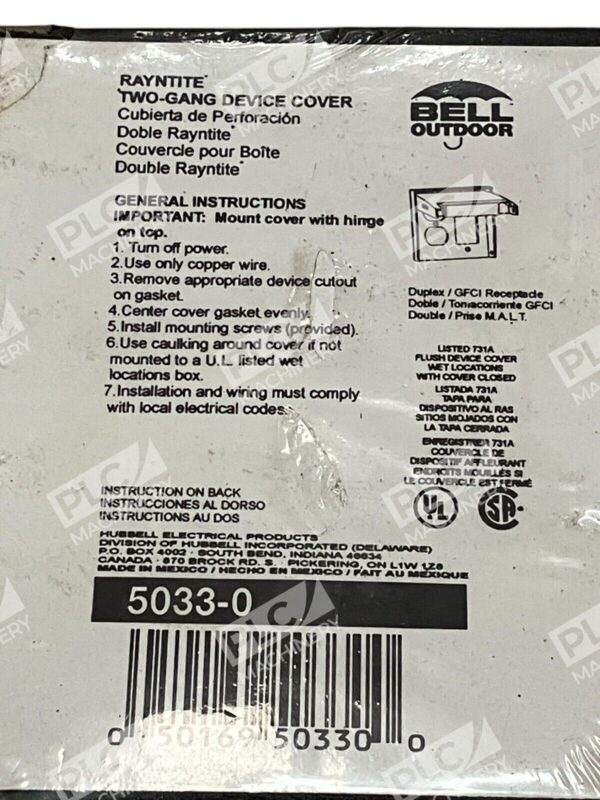 RAYNTITE
TWO-GANG DEVICE COVER
Cubierta de Perforación
Doble Rayntite
Couvercle pour Boîte
Double Rayntite
GENERAL INSTRUCTIONS
IMPORTANT: Mount cover with hinge
on top.
1. Turn off power.
2. Use only copper wire.
3. Remove appropriate device cutout
on gasket.
4. Center cover gasket evenly.
5. Install mounting screws (provided).
6. Use caulking around cover if not
mounted to a U.L. listed wet
locations box.
7. Installation and wiring must comply
with local electrical codes.
INSTRUCTION ON BACK
INSTRUCCIONES AL DORSO
INSTRUCTIONS AU DOS
HUBBELL ELECTRICAL PRODUCTS
DIVISION OF HUBBELL INCORPORATED (DELAWARE)
P.O. BOX 4002 · SOUTH BEND, INDIANA 46634
CANADA · 870 BROCK RD. S. · PICKERING, ON L1W 1Z8
MADE IN MEXICO / HECHO EN MEXICO / FAIT AU MEXIQUE
BELL
OUTDOOR
Duplex / GFCI Receptacle
Doble / Tomacorriente GFCI
Double / Prise M.A.L.T.
LISTED 731A
FLUSH DEVICE COVER
WET LOCATIONS
WITH COVER CLOSED
LISTADA 731A
TAPA PARA
DISPOSITIVO AL RAS
SITIOS MOJADOS CON
LA TAPA CERRADA
ENREGISTRER 731A
COUVERCLE DE
DISPOSITIF AFFLEURANT
ENDROITS MOUILLÉS SI
LE COUVERCLE EST FERMÉ
UL
SA
5033-0
0 50169 50330 0
PLC
MACHINERY